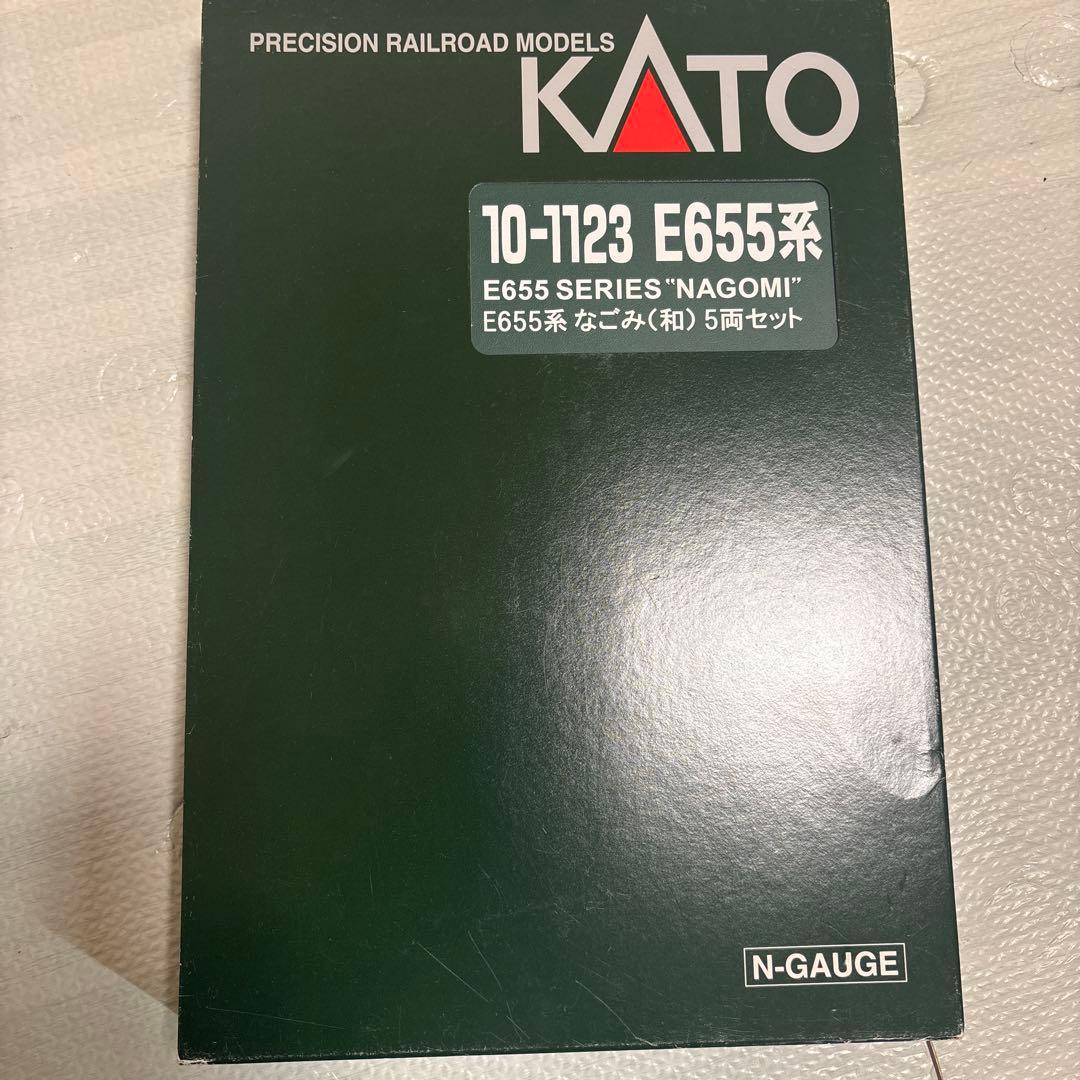 PRECISION RAILROAD MODELS
KATO
10-1123 E655系
E655 SERIES "NAGOMI"
E655系 なごみ(和) 5両セット
N-GAUGE